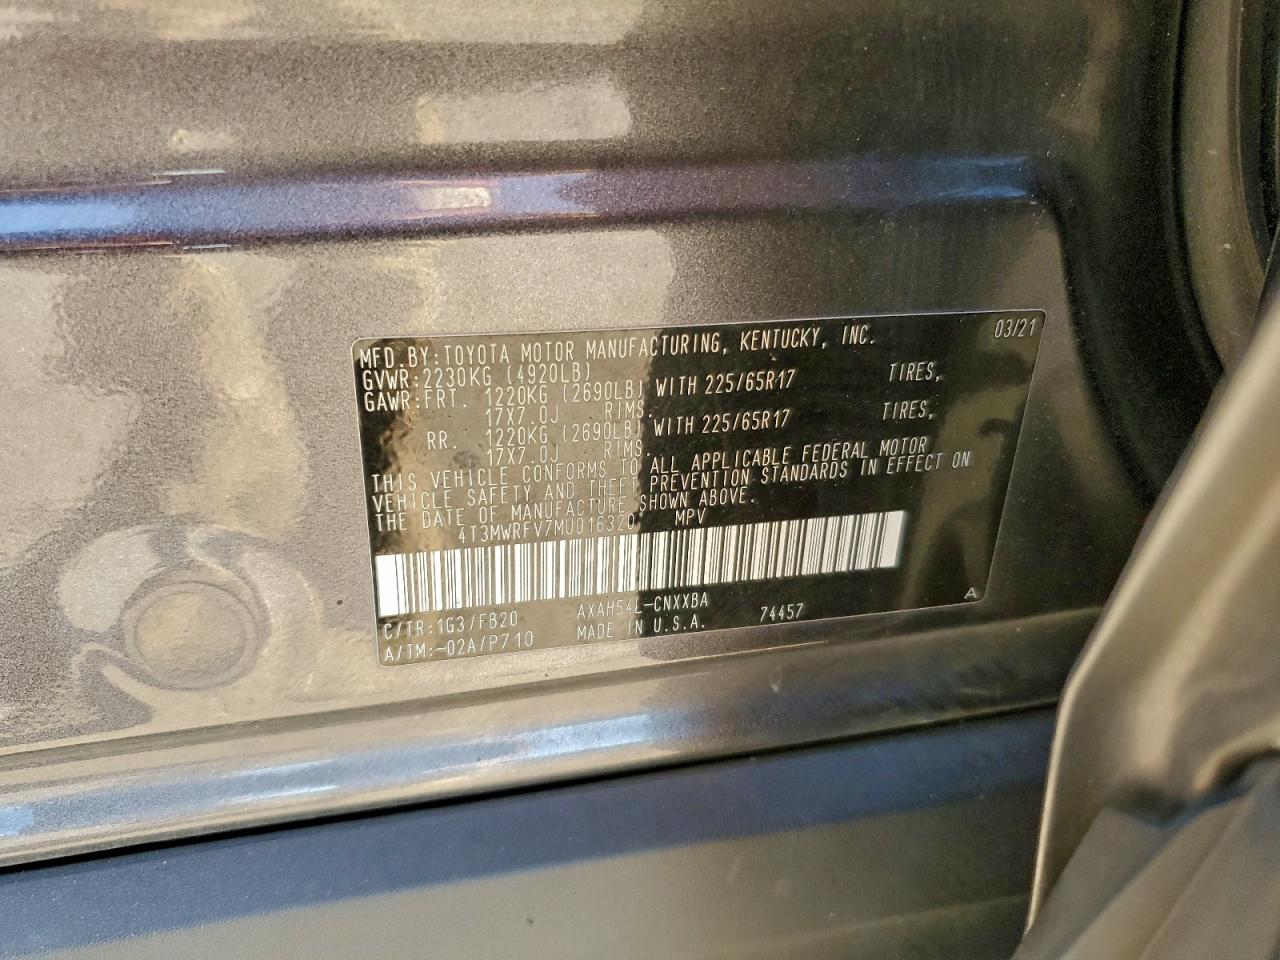 MFD.BY:TOYOTA MOTOR MANUFACTURING, KENTUCKY, INC. 03/21
GVWR:2230KG (4920LB)
GAWR:FRT. 1220KG (2690LB) WITH 225/65R17 TIRES,
17X7.0J RIMS.
RR. 1220KG (2690LB) WITH 225/65R17 TIRES,
17X7.0J RIMS.
THIS VEHICLE CONFORMS TO ALL APPLICABLE FEDERAL MOTOR
VEHICLE SAFETY AND THEFT PREVENTION STANDARDS IN EFFECT ON
THE DATE OF MANUFACTURE SHOWN ABOVE.
4T3MWRFV7MU016320 MPV
C/TR:1G3/FB20 AXAH54L-CNXXBA A
A/TM:-02A/P710 MADE IN U.S.A. 74457